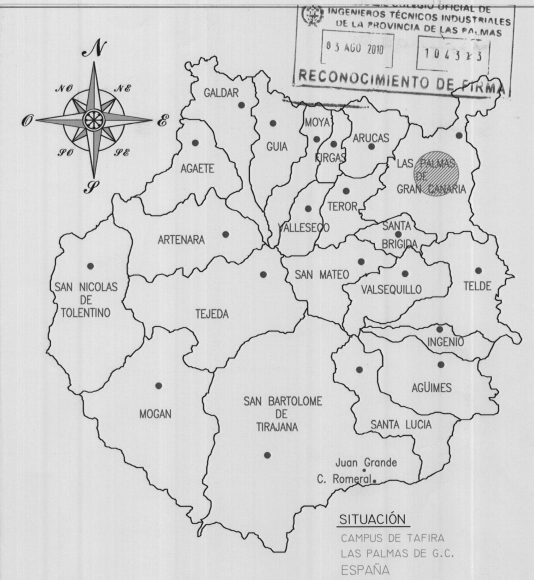 COLEGIO OFICIAL DE
INGENIEROS TÉCNICOS INDUSTRIALES
DE LA PROVINCIA DE LAS PALMAS
03 AGO 2010
RECONOCIMIENTO DE FIRMA
N
NO
NE
O
E
SO
SE
S
GALDAR
GUIA
MOYA
FIRGAS
ARUCAS
AGAETE
LAS PALMAS
DE
GRAN CANARIA
TEROR
VALLESECO
SANTA
BRIGIDA
ARTENARA
SAN MATEO
VALSEQUILLO
TELDE
SAN NICOLAS
DE
TOLENTINO
TEJEDA
INGENIO
AGÜIMES
MOGAN
SAN BARTOLOME
DE
TIRAJANA
SANTA LUCIA
Juan Grande
C. Romeral
SITUACIÓN
CAMPUS DE TAFIRA
LAS PALMAS DE G.C.
ESPAÑA